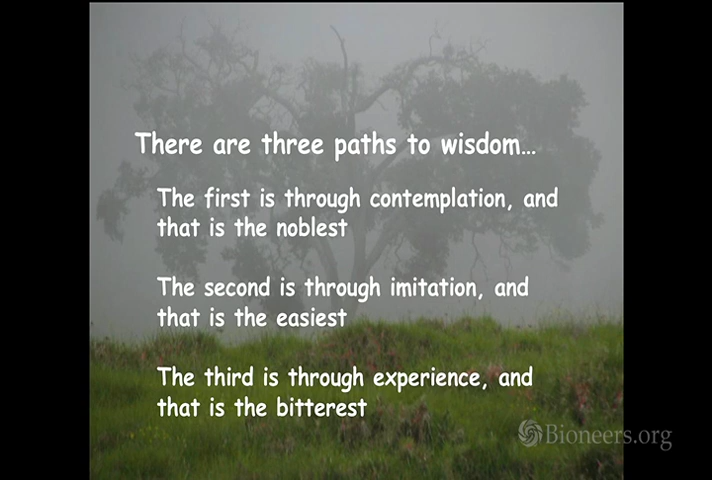 There are three paths to wisdom...
The first is through contemplation, and
that is the noblest
The second is through imitation, and
that is the easiest
The third is through experience, and
that is the bitterest
Bioneers.org